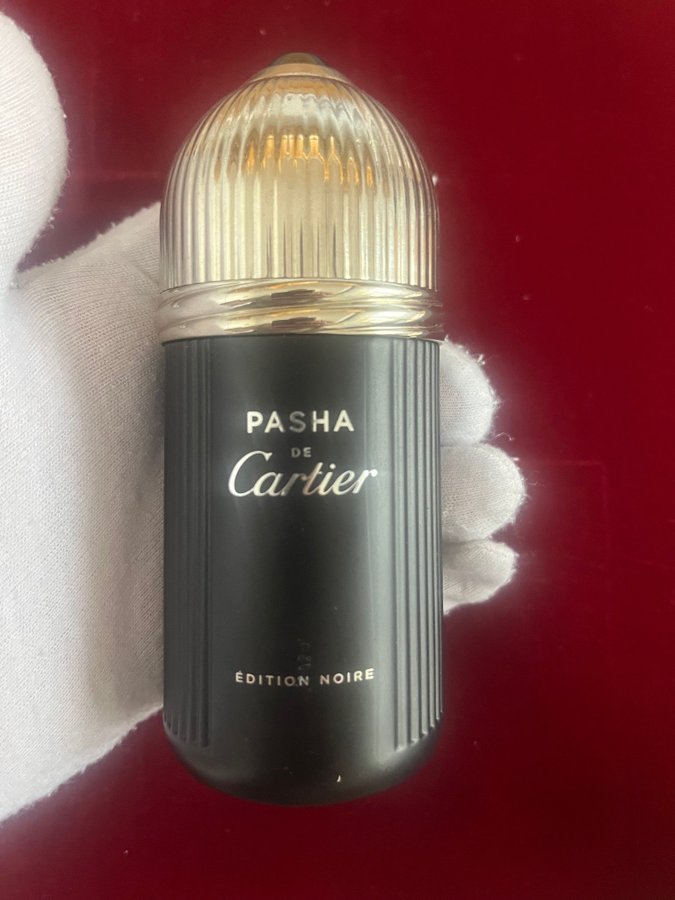 PASHA
DE
Cartier
ÉDITION NOIRE